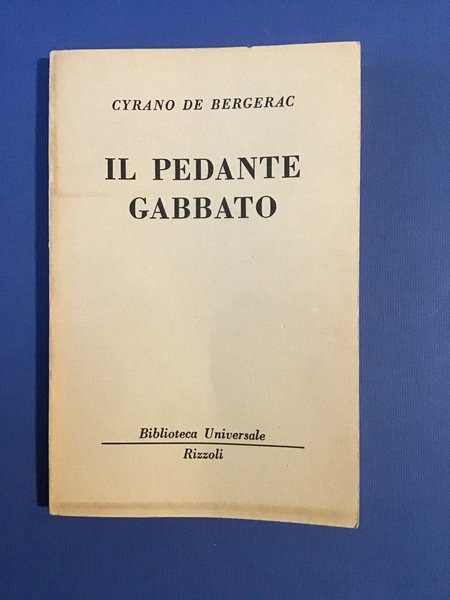 CYRANO DE BERGERAC
IL PEDANTE
GABBATO
Biblioteca Universale
Rizzoli